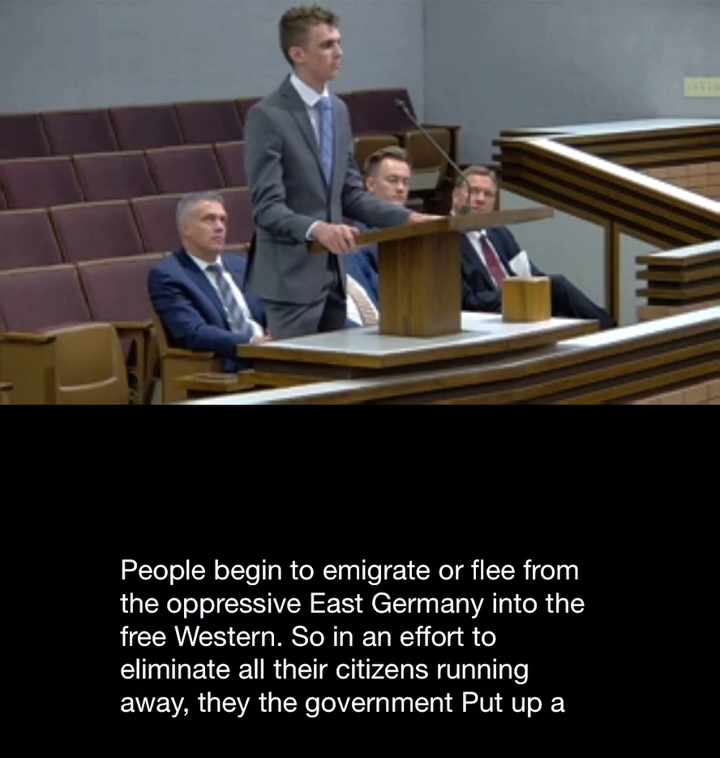 People begin to emigrate or flee from
the oppressive East Germany into the
free Western. So in an effort to
eliminate all their citizens running
away, they the government Put up a